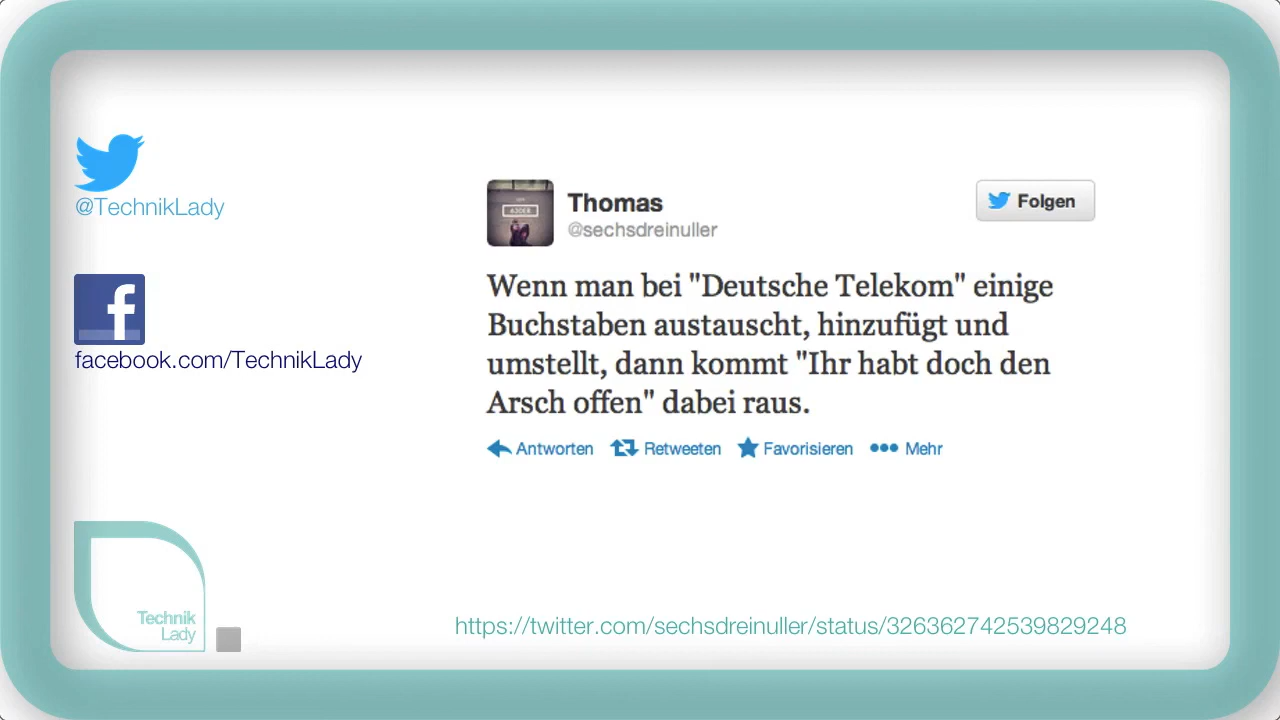 @TechnikLady
facebook.com/TechnikLady
Thomas
@sechsdreinuller
Folgen
Wenn man bei "Deutsche Telekom" einige
Buchstaben austauscht, hinzufügt und
umstellt, dann kommt "Ihr habt doch den
Arsch offen" dabei raus.
Antworten Retweeten Favorisieren Mehr
Technik
Lady
https://twitter.com/sechsdreinuller/status/326362742539829248